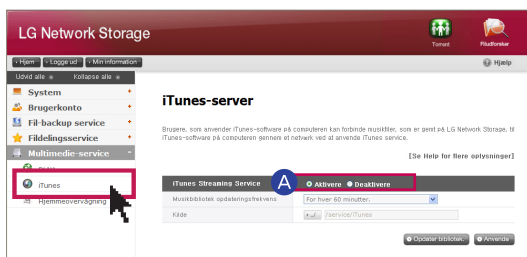 LG Network Storage
Torrent
Filudforsker
Hjem
Logge ud
Min information
Hjælp
Udvid alle
Kollapse alle
System
Brugerkonto
Fil-backup service
Fildelingsservice
Multimedie-service
iTunes
Hjemmeovervågning
iTunes-server
Brugere, som anvender iTunes-software på computeren kan forbinde musikfiler, som er gemt på LG Network Storage, til
iTunes-software på computeren gennem et netværk ved at anvende iTunes service.
[Se Help for flere oplysninger]
iTunes Streaming Service
A
Aktivere
Deaktivere
Musikbibliotek opdateringsfrekvens
For hver 60 minutter.
Kilde
/service/iTunes
Opdater bibliotek.
Anvende